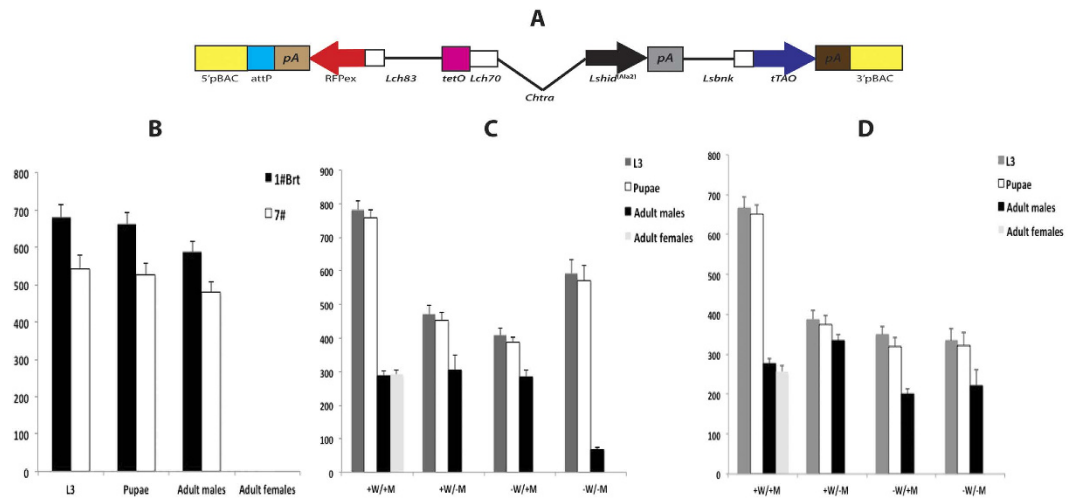 A
pA
pA
pA
5'pBAC
attP
RFPex
Lch83
tetO
Lch70
Chtra
Lshid[Ala2]
Lsbnk
tTAO
3'pBAC
B
800
700
600
500
400
300
200
100
0
L3
Pupae
Adult males
Adult females
1#Brt
7#
C
900
800
700
600
500
400
300
200
100
0
+W/+M
+W/-M
-W/+M
-W/-M
L3
Pupae
Adult males
Adult females
D
800
700
600
500
400
300
200
100
0
+W/+M
+W/-M
-W/+M
-W/-M
L3
Pupae
Adult males
Adult females